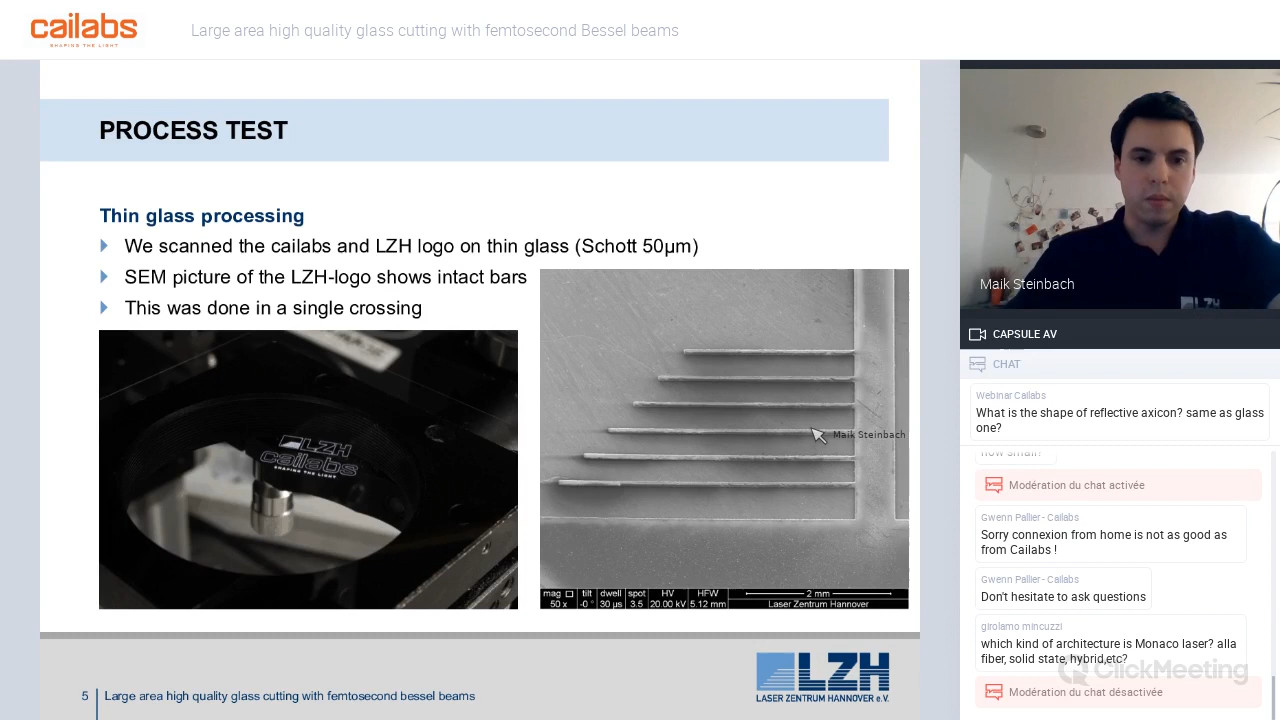 cailabs
SHAPING THE LIGHT
Large area high quality glass cutting with femtosecond Bessel beams
PROCESS TEST
Thin glass processing
We scanned the cailabs and LZH logo on thin glass (Schott 50µm)
SEM picture of the LZH-logo shows intact bars
This was done in a single crossing
LZH
cailabs
SHAPING THE LIGHT
Maik Steinbach
mag tilt dwell spot HV HFW 2 mm
50 x -0 ° 30 µs 3.5 20.00 kV 5.12 mm Laser Zentrum Hannover
LZH
LASER ZENTRUM HANNOVER e.V.
5 Large area high quality glass cutting with femtosecond bessel beams
Maik Steinbach
LZH
CAPSULE AV
CHAT
Webinar Cailabs
What is the shape of reflective axicon? same as glass
one?
how small?
Modération du chat activée
Gwenn Pallier - Cailabs
Sorry connexion from home is not as good as
from Cailabs !
Gwenn Pallier - Cailabs
Don't hesitate to ask questions
girolamo mincuzzi
which kind of architecture is Monaco laser? alla
fiber, solid state, hybrid,etc?
ClickMeeting
Modération du chat désactivée